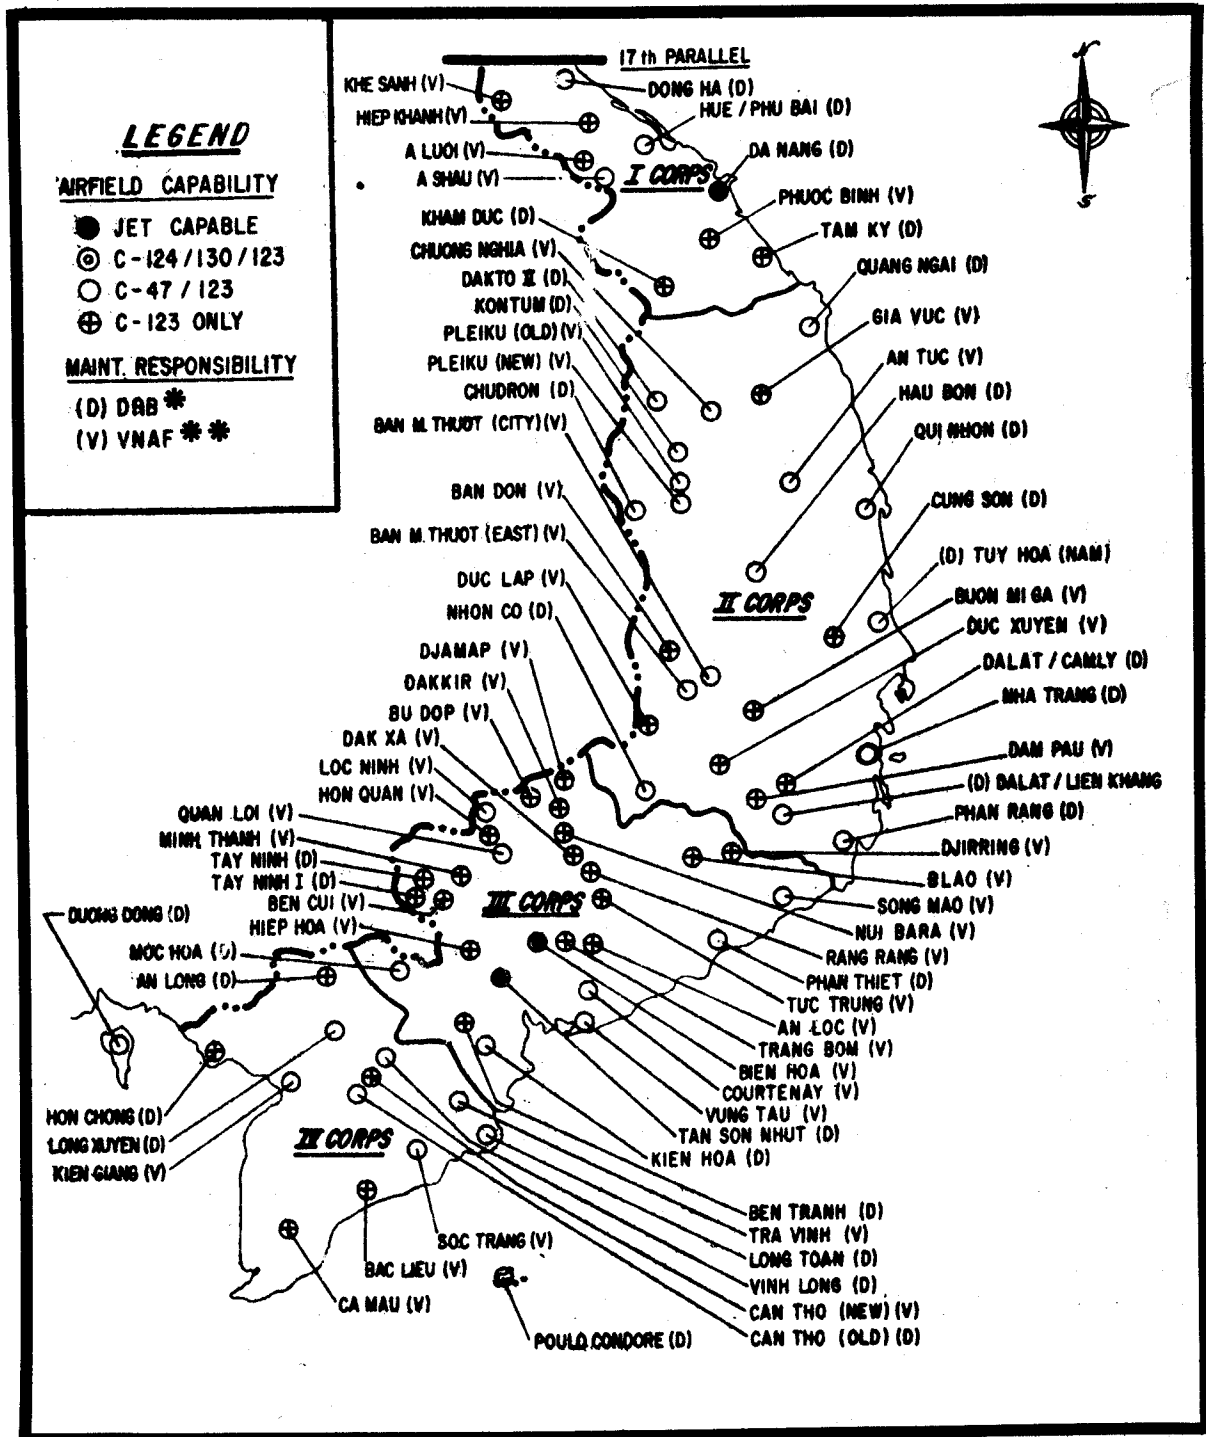 17th PARALLEL
N
S
LEGEND
AIRFIELD CAPABILITY
JET CAPABLE
C-124/130/123
C-47 / 123
C-123 ONLY
MAINT. RESPONSIBILITY
(D) DAB *
(V) VNAF * *
KHE SANH (V)
HIEP KHANH (V)
A LUOI (V)
A SHAU (V)
KHAM DUC (D)
CHUONG NGHIA (V)
DAKTO II (D)
KONTUM (D)
PLEIKU (OLD) (V)
PLEIKU (NEW) (V)
CHUDRON (D)
BAN M. THUOT (CITY) (V)
BAN DON (V)
BAN M. THUOT (EAST) (V)
DUC LAP (V)
NHON CO (D)
DJAMAP (V)
DAKKIR (V)
BU DOP (V)
DAK XA (V)
LOC NINH (V)
HON QUAN (V)
QUAN LOI (V)
MINH THANH (V)
TAY NINH (D)
TAY NINH I (D)
BEN CUI (V)
DUONG DONG (D)
HIEP HOA (V)
MOC HOA (D)
AN LONG (D)
HON CHONG (D)
LONG XUYEN (D)
KIEN GIANG (V)
DONG HA (D)
HUE / PHU BAI (D)
DA NANG (D)
I CORPS
PHUOC BINH (V)
TAM KY (D)
QUANG NGAI (D)
GIA VUC (V)
AN TUC (V)
HAU BON (D)
QUI NHON (D)
CUNG SON (D)
(D) TUY HOA (NAM)
II CORPS
BUON MI GA (V)
DUC XUYEN (V)
DALAT / CAMLY (D)
NHA TRANG (D)
DAM PAU (V)
(D) DALAT / LIEN KHANG
PHAN RANG (D)
DJIRRING (V)
BLAO (V)
SONG MAO (V)
III CORPS
NUI BARA (V)
RANG RANG (V)
PHAN THIET (D)
TUC TRUNG (V)
AN LOC (V)
TRANG BOM (V)
BIEN HOA (V)
COURTENAY (V)
VUNG TAU (V)
TAN SON NHUT (D)
KIEN HOA (D)
IV CORPS
BEN TRANH (D)
TRA VINH (V)
LONG TOAN (D)
VINH LONG (D)
CAN THO (NEW) (V)
CAN THO (OLD) (D)
SOC TRANG (V)
BAC LIEU (V)
CA MAU (V)
POULO CONDORE (D)